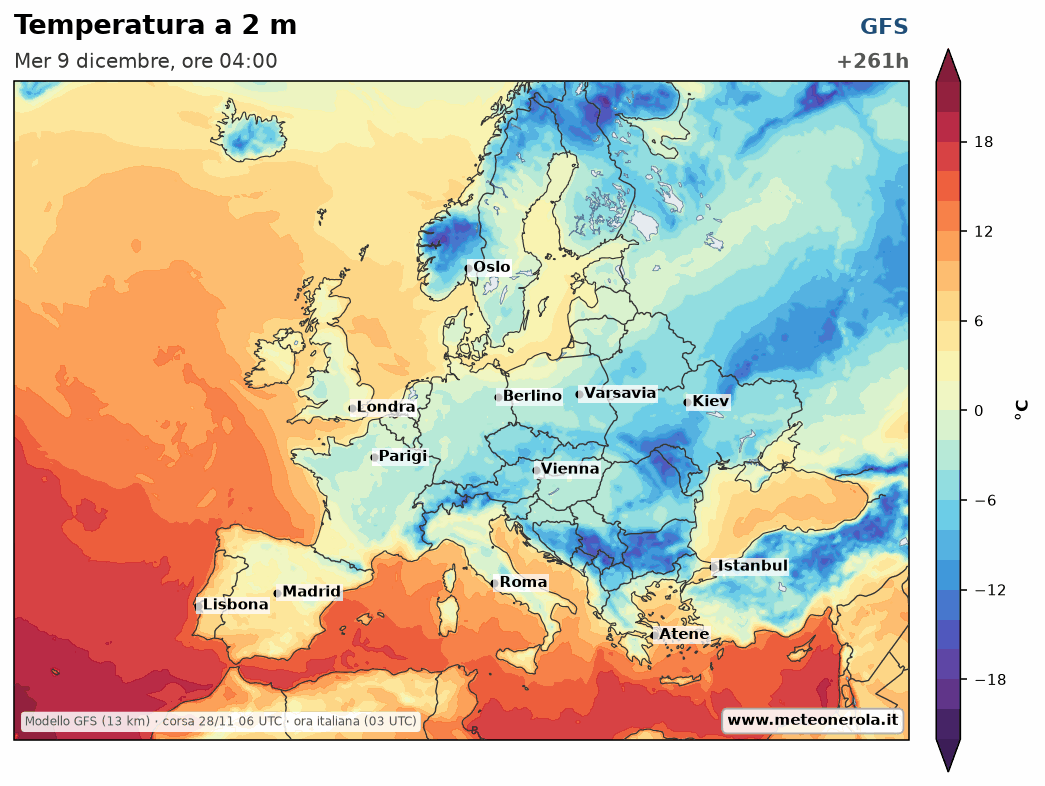 Temperatura a 2 m
GFS
Mer 9 dicembre, ore 04:00
+261h
18
12
6
0
−6
−12
−18
°C
Oslo
Londra
Berlino
Varsavia
Kiev
Parigi
Vienna
Istanbul
Roma
Madrid
Lisbona
Atene
Modello GFS (13 km) · corsa 28/11 06 UTC · ora italiana (03 UTC)
www.meteonerola.it